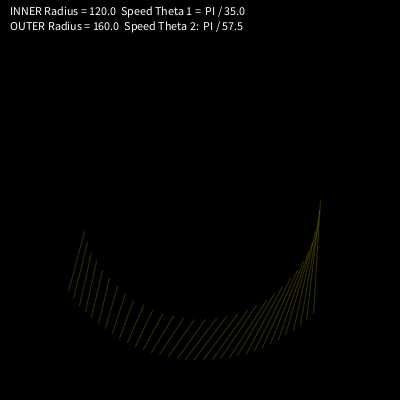 INNER Radius = 120.0  Speed Theta 1 =  PI / 35.0
OUTER Radius = 160.0  Speed Theta 2:  PI / 57.5